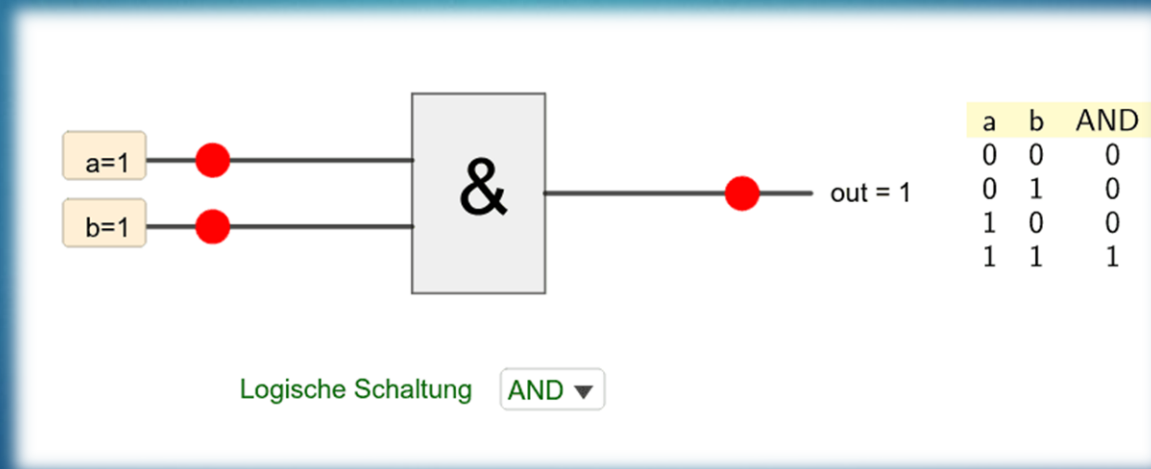 a=1
b=1
&
out = 1
a b AND
0 0 0
0 1 0
1 0 0
1 1 1
Logische Schaltung AND